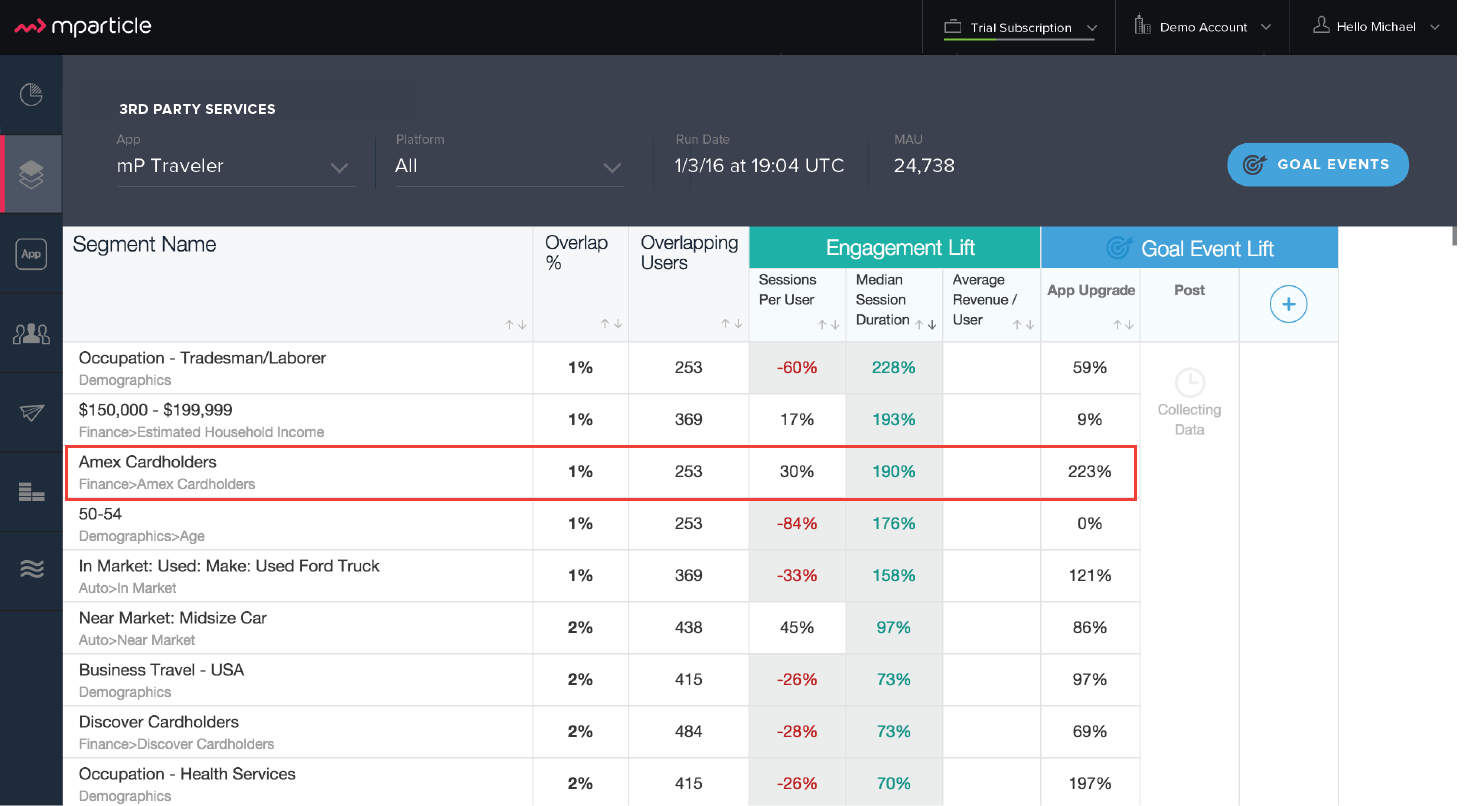 mparticle
Trial Subscription
Demo Account
Hello Michael
3RD PARTY SERVICES
App
Platform
Run Date
MAU
mP Traveler
All
1/3/16 at 19:04 UTC
24,738
GOAL EVENTS
App
Segment Name
Overlap
%
Overlapping
Users
Engagement Lift
Goal Event Lift
Sessions
Per User
Median
Session
Duration
Average
Revenue /
User
App Upgrade
Post
Occupation - Tradesman/Laborer
Demographics
1%
253
-60%
228%
59%
Collecting
Data
$150,000 - $199,999
Finance>Estimated Household Income
1%
369
17%
193%
9%
Amex Cardholders
Finance>Amex Cardholders
1%
253
30%
190%
223%
50-54
Demographics>Age
1%
253
-84%
176%
0%
In Market: Used: Make: Used Ford Truck
Auto>In Market
1%
369
-33%
158%
121%
Near Market: Midsize Car
Auto>Near Market
2%
438
45%
97%
86%
Business Travel - USA
Demographics
2%
415
-26%
73%
97%
Discover Cardholders
Finance>Discover Cardholders
2%
484
-28%
73%
69%
Occupation - Health Services
Demographics
2%
415
-26%
70%
197%